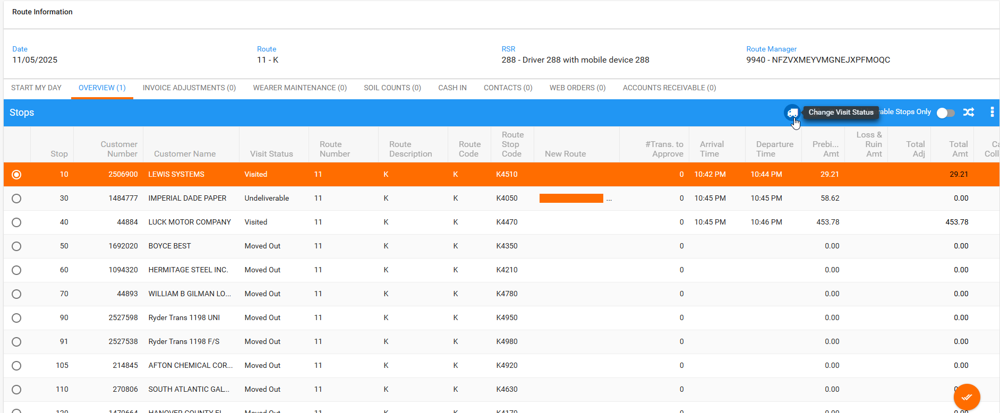 Route Information
Date Route RSR Route Manager
11/05/2025 11 - K 288 - Driver 288 with mobile device 288 9940 - NFZVXMEYVMGNEJXPFMOQC
START MY DAY OVERVIEW (1) INVOICE ADJUSTMENTS (0) WEARER MAINTENANCE (0) SOIL COUNTS (0) CASH IN CONTACTS (0) WEB ORDERS (0) ACCOUNTS RECEIVABLE (0)
Stops Change Visit Status rable Stops Only
Stop Customer Number Customer Name Visit Status Route Number Route Description Route Code Route Stop Code New Route #Trans. to Approve Arrival Time Departure Time Prebi... Amt Loss & Ruin Amt Total Adj Total Amt Ca Coll
10 2506900 LEWIS SYSTEMS Visited 11 K K K4510 0 10:42 PM 10:44 PM 29.21 29.21
30 1484777 IMPERIAL DADE PAPER Undeliverable 11 K K K4050 ... 0 10:45 PM 10:45 PM 58.62 0.00
40 44884 LUCK MOTOR COMPANY Visited 11 K K K4470 0 10:45 PM 10:46 PM 453.78 453.78
50 1692020 BOYCE BEST Moved Out 11 K K K4350 0 0.00 0.00
60 1094320 HERMITAGE STEEL INC. Moved Out 11 K K K4210 0 0.00 0.00
70 44893 WILLIAM B GILMAN LO... Moved Out 11 K K K4780 0 0.00 0.00
90 2527598 Ryder Trans 1198 UNI Moved Out 11 K K K4950 0 0.00 0.00
91 2527538 Ryder Trans 1198 F/S Moved Out 11 K K K4980 0 0.00 0.00
105 214845 AFTON CHEMICAL COR... Moved Out 11 K K K4920 0 0.00 0.00
110 270806 SOUTH ATLANTIC GAL... Moved Out 11 K K K4630 0 0.00
120 1470664 HANOVER COUNTY Moved Out 11 K K K4170 0 0.00